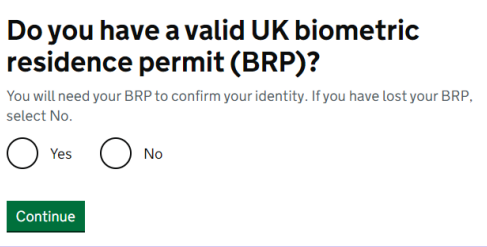 Do you have a valid UK biometric
residence permit (BRP)?
You will need your BRP to confirm your identity. If you have lost your BRP,
select No.
Yes No
Continue